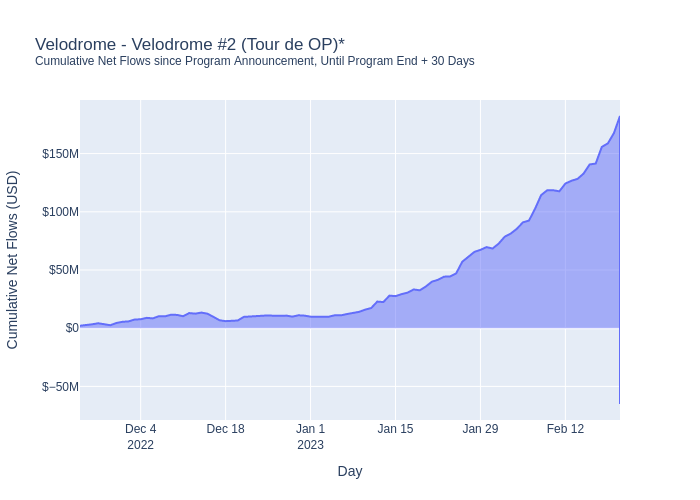 Velodrome - Velodrome #2 (Tour de OP)*
Cumulative Net Flows since Program Announcement, Until Program End + 30 Days
Cumulative Net Flows (USD)
$150M
$100M
$50M
$0
$−50M
Dec 4
2022
Dec 18
Jan 1
2023
Jan 15
Jan 29
Feb 12
Day